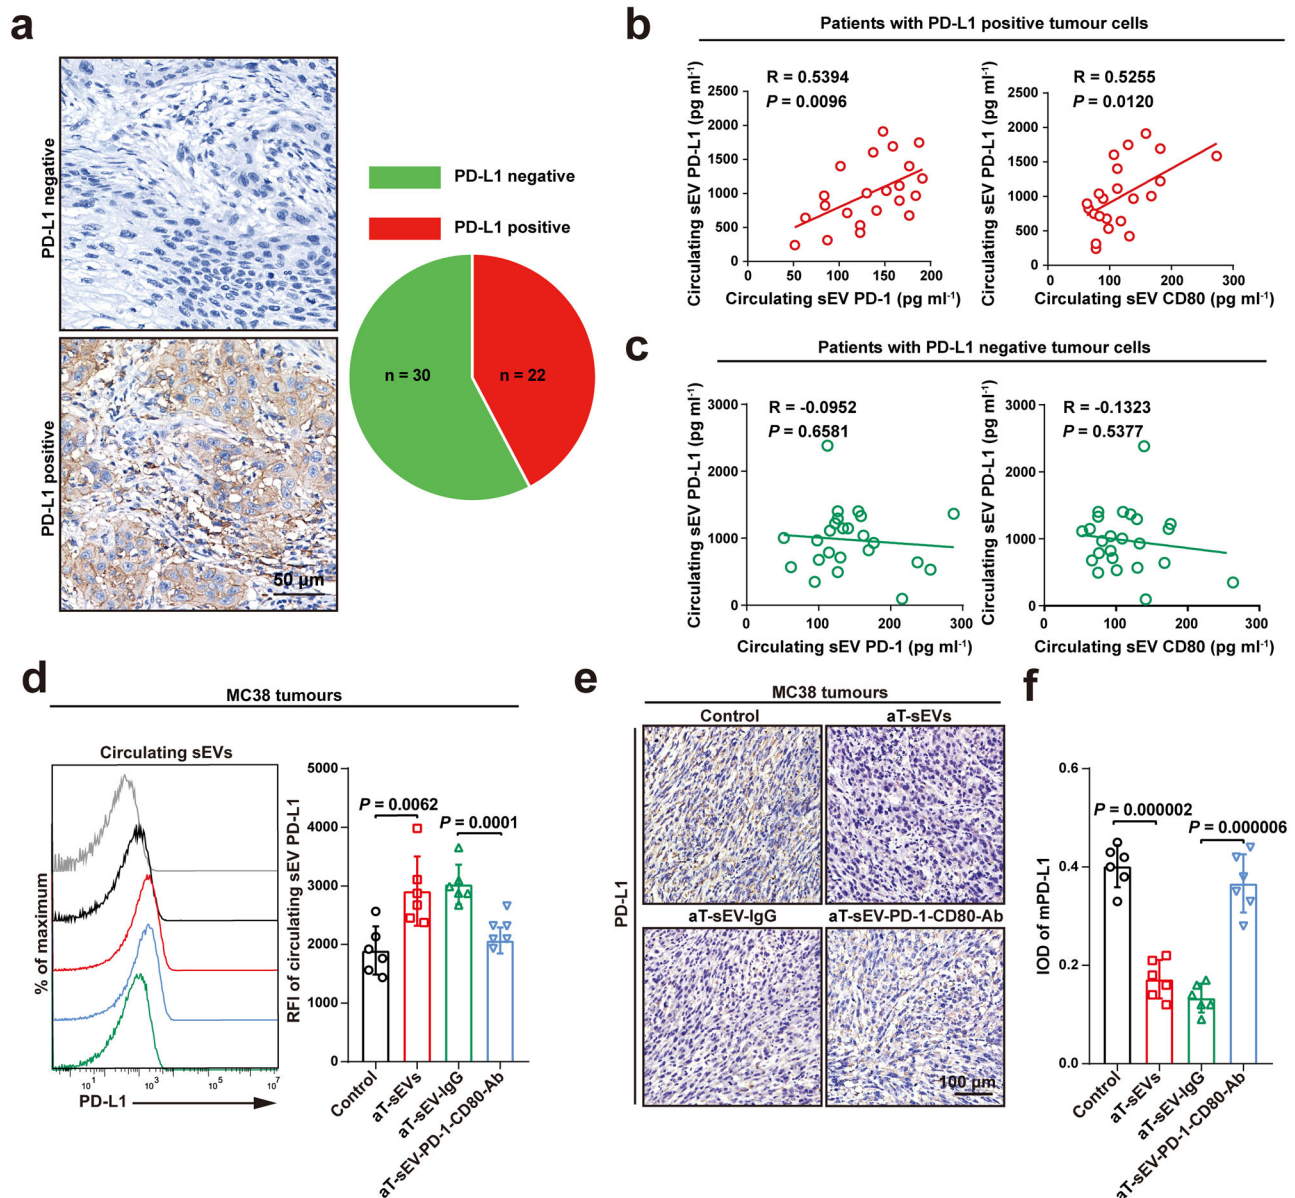 a
PD-L1 negative
PD-L1 positive
50 μm
PD-L1 negative
PD-L1 positive
n = 30
n = 22
b
Patients with PD-L1 positive tumour cells
R = 0.5394
P = 0.0096
Circulating sEV PD-L1 (pg ml⁻¹)
2500
2000
1500
1000
500
0
0
50
100
150
200
Circulating sEV PD-1 (pg ml⁻¹)
R = 0.5255
P = 0.0120
Circulating sEV PD-L1 (pg ml⁻¹)
2500
2000
1500
1000
500
0
0
100
200
300
Circulating sEV CD80 (pg ml⁻¹)
c
Patients with PD-L1 negative tumour cells
R = -0.0952
P = 0.6581
Circulating sEV PD-L1 (pg ml⁻¹)
3000
2000
1000
0
0
100
200
300
Circulating sEV PD-1 (pg ml⁻¹)
R = -0.1323
P = 0.5377
Circulating sEV PD-L1 (pg ml⁻¹)
3000
2000
1000
0
0
100
200
300
Circulating sEV CD80 (pg ml⁻¹)
d
MC38 tumours
Circulating sEVs
% of maximum
10¹
10³
10⁵
10⁷
PD-L1
RFI of circulating sEV PD-L1
5000
4000
3000
2000
1000
0
P = 0.0062
P = 0.0001
Control
aT-sEVs
aT-sEV-IgG
aT-sEV-PD-1-CD80-Ab
e
MC38 tumours
Control
aT-sEVs
PD-L1
aT-sEV-IgG
aT-sEV-PD-1-CD80-Ab
100 μm
f
IOD of mPD-L1
0.6
0.4
0.2
0.0
P = 0.000002
P = 0.000006
Control
aT-sEVs
aT-sEV-IgG
aT-sEV-PD-1-CD80-Ab